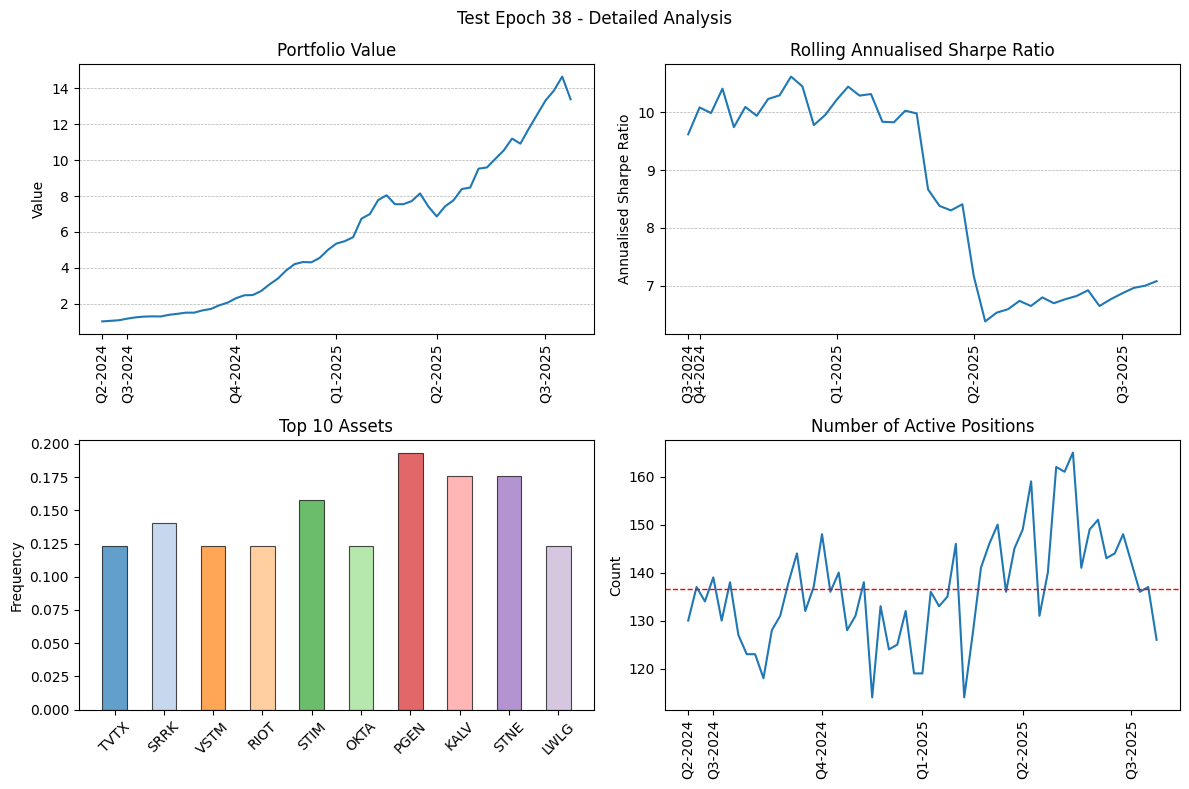 Test Epoch 38 - Detailed Analysis
Portfolio Value
Value
14
12
10
8
6
4
2
Q2-2024
Q3-2024
Q4-2024
Q1-2025
Q2-2025
Q3-2025
Rolling Annualised Sharpe Ratio
Annualised Sharpe Ratio
10
9
8
7
Q3-2024
Q4-2024
Q1-2025
Q2-2025
Q3-2025
Top 10 Assets
Frequency
0.200
0.175
0.150
0.125
0.100
0.075
0.050
0.025
0.000
TVTX
SRRK
VSTM
RIOT
STIM
OKTA
PGEN
KALV
STNE
LWLG
Number of Active Positions
Count
160
150
140
130
120
Q2-2024
Q3-2024
Q4-2024
Q1-2025
Q2-2025
Q3-2025